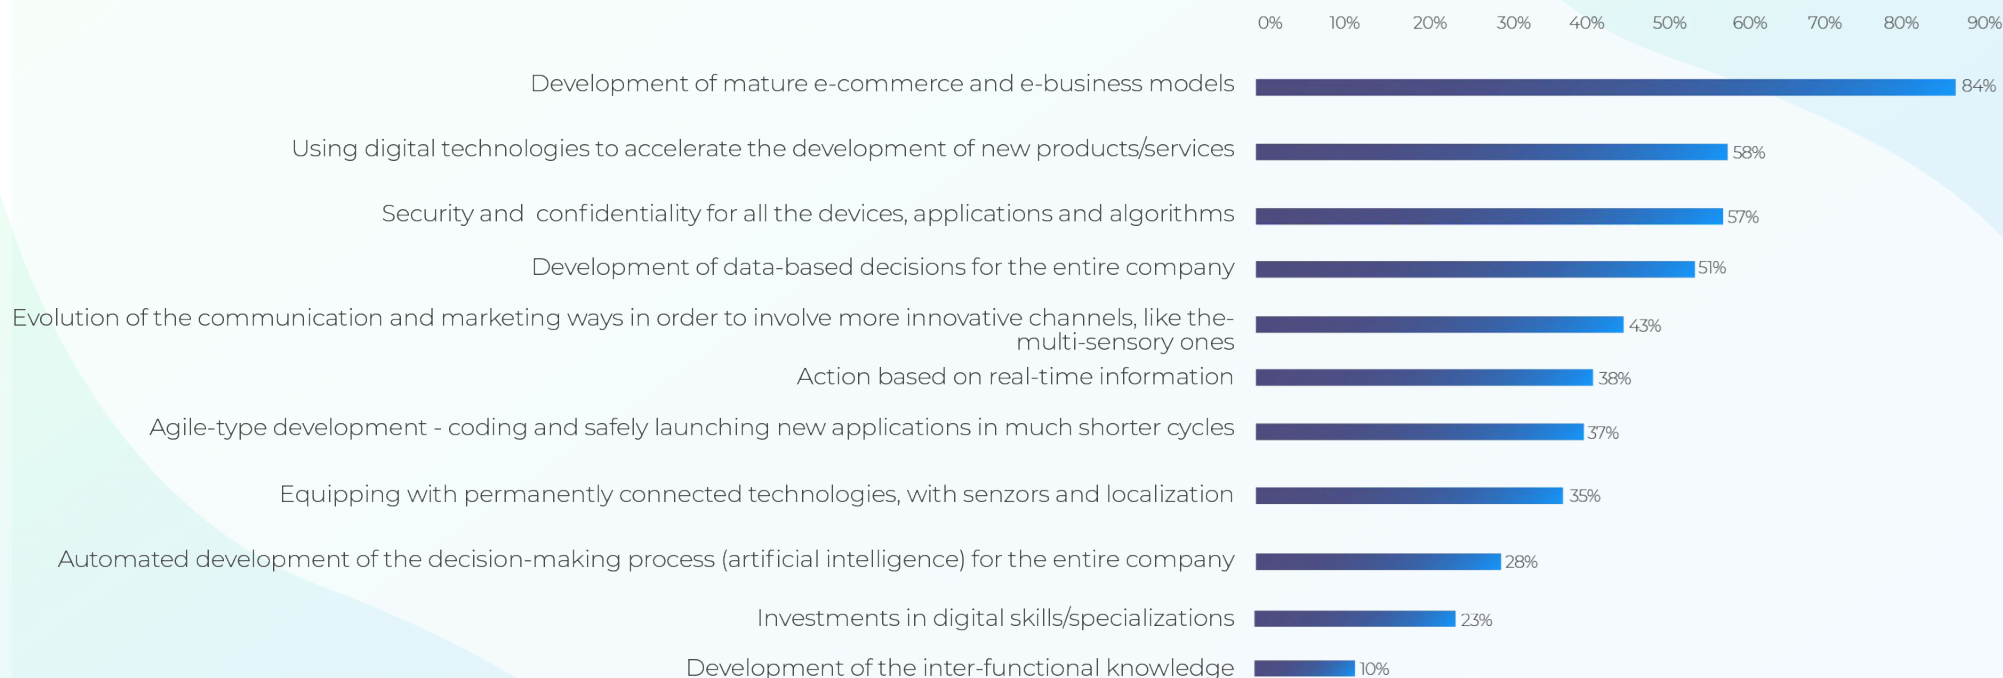 0% 10% 20% 30% 40% 50% 60% 70% 80% 90%
Development of mature e-commerce and e-business models 84%
Using digital technologies to accelerate the development of new products/services 58%
Security and  confidentiality for all the devices, applications and algorithms 57%
Development of data-based decisions for the entire company 51%
Evolution of the communication and marketing ways in order to involve more innovative channels, like the-
multi-sensory ones 43%
Action based on real-time information 38%
Agile-type development - coding and safely launching new applications in much shorter cycles 37%
Equipping with permanently connected technologies, with senzors and localization 35%
Automated development of the decision-making process (artificial intelligence) for the entire company 28%
Investments in digital skills/specializations 23%
Development of the inter-functional knowledge 10%